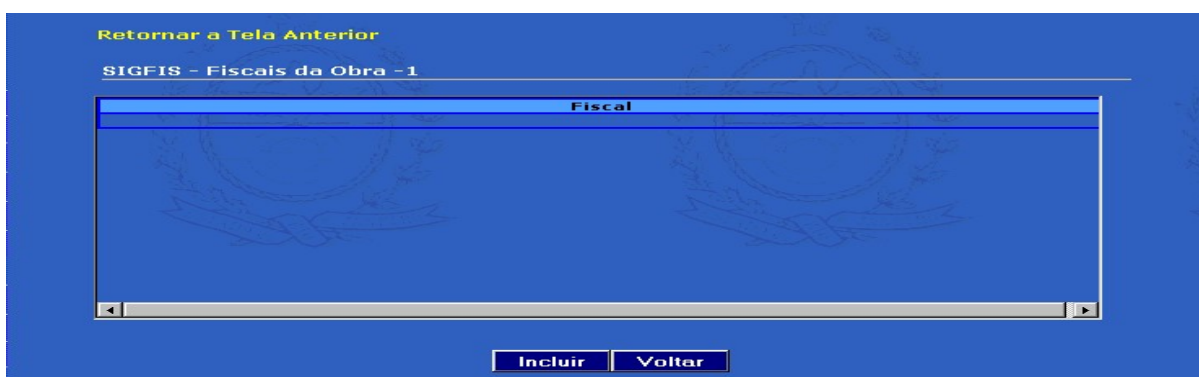 Retornar a Tela Anterior
SIGFIS - Fiscais da Obra -1
Fiscal
Incluir Voltar